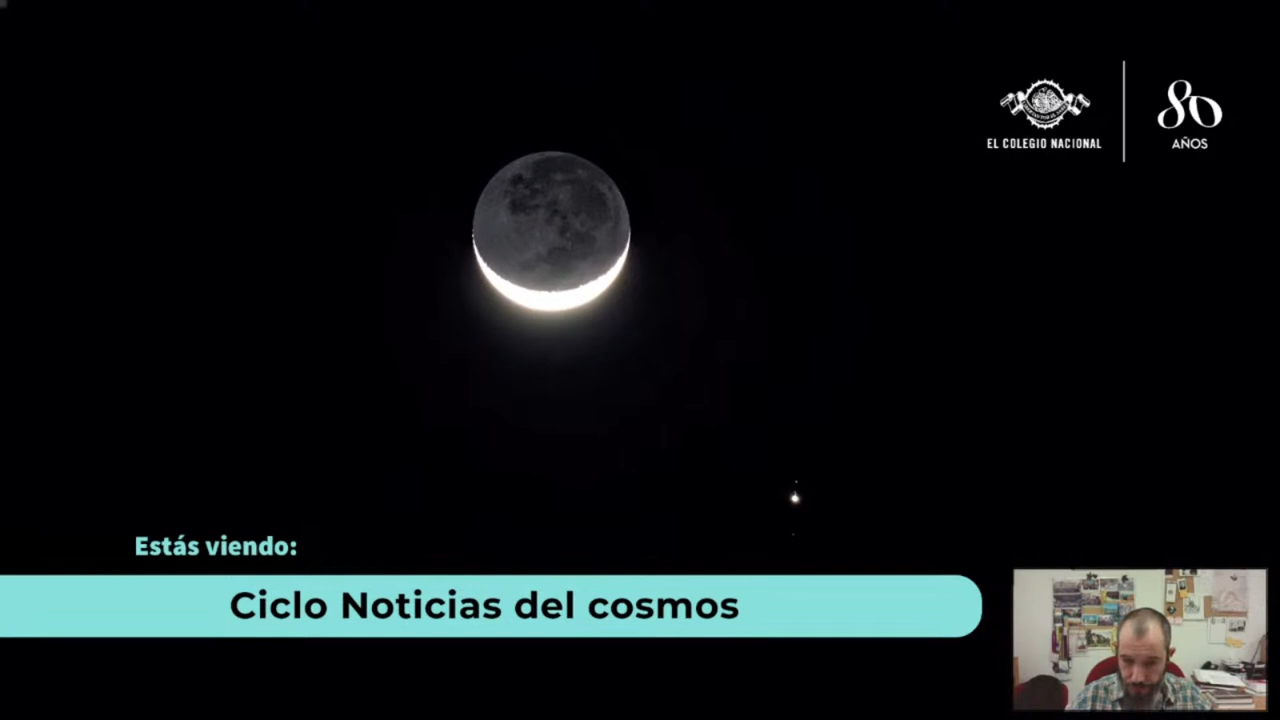 EL COLEGIO NACIONAL
80
AÑOS
Estás viendo:
Ciclo Noticias del cosmos